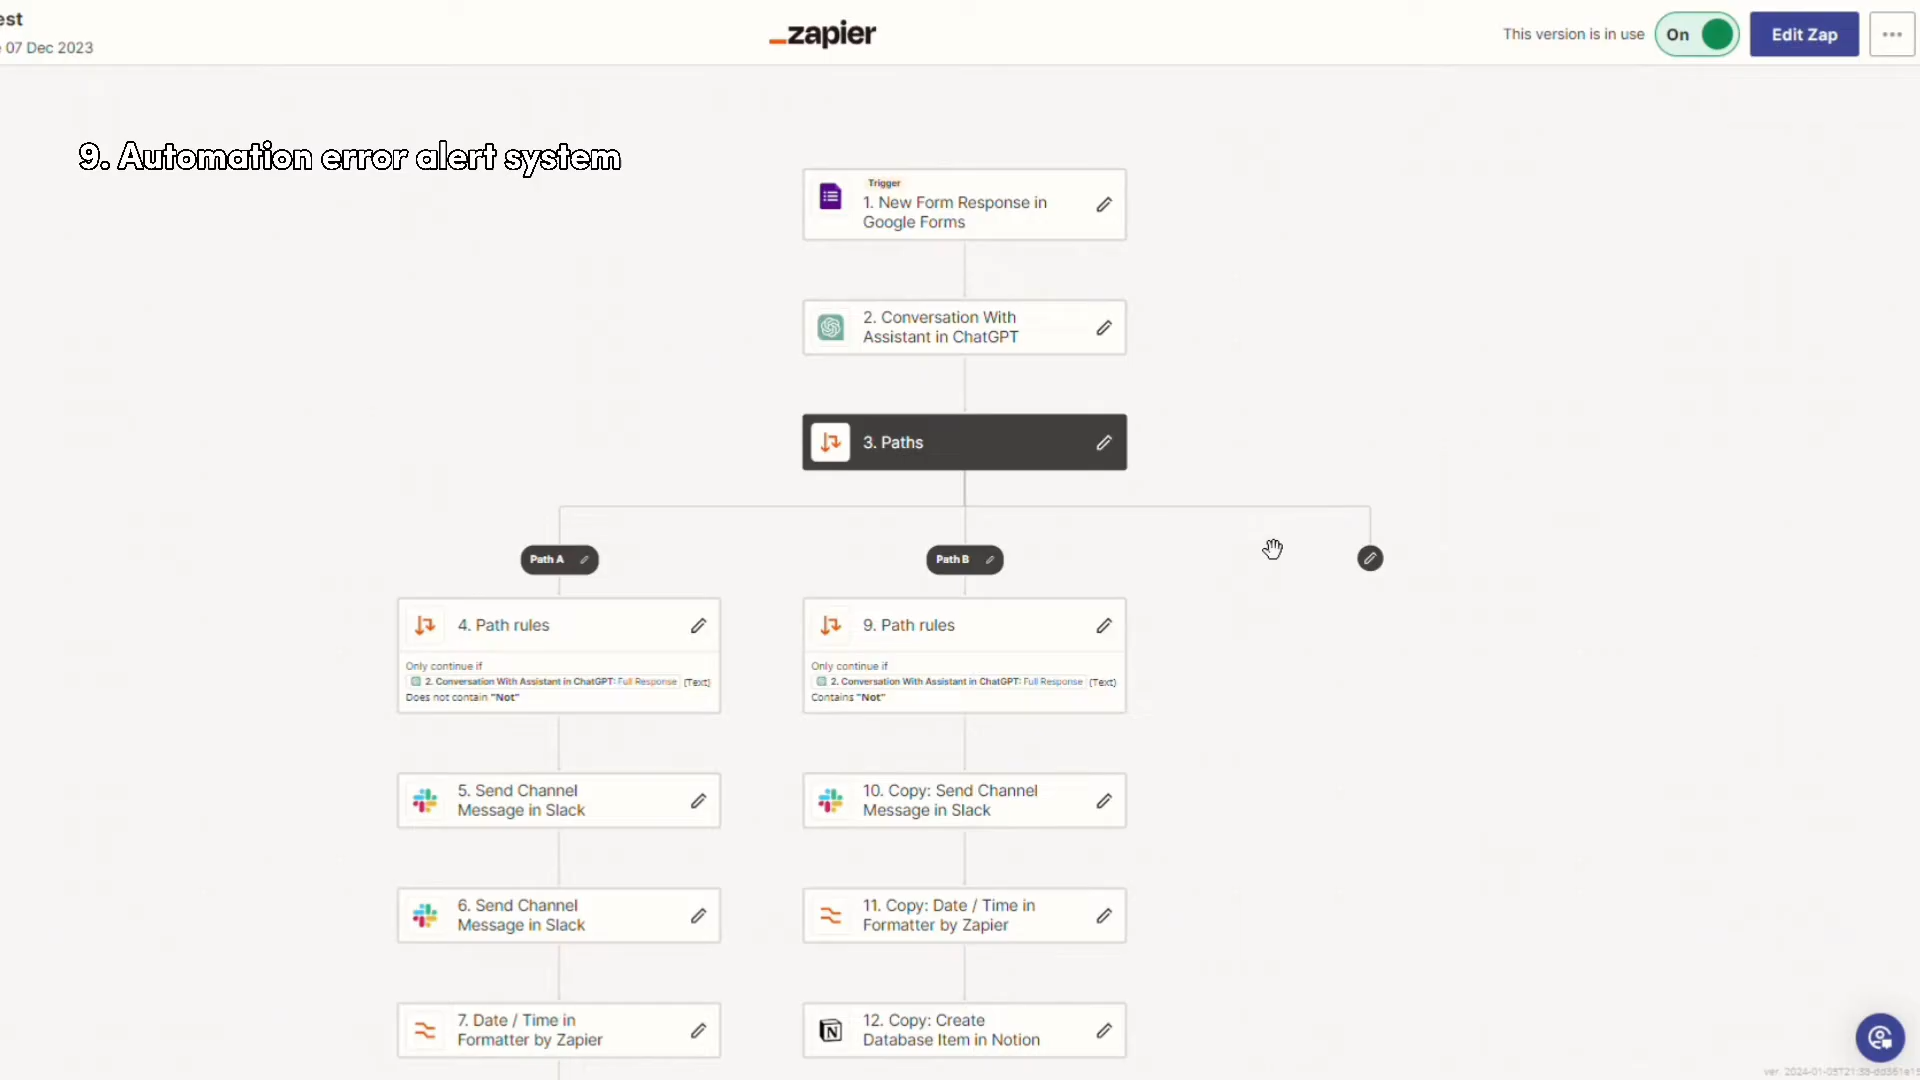 est
07 Dec 2023
zapier
This version is in use
On
Edit Zap
9. Automation error alert system
Trigger
1. New Form Response in
Google Forms
2. Conversation With
Assistant in ChatGPT
3. Paths
Path A
Path B
4. Path rules
Only continue if
2. Conversation With Assistant in ChatGPT: Full Response (Text)
Does not contain "Not"
9. Path rules
Only continue if
2. Conversation With Assistant in ChatGPT: Full Response (Text)
Contains "Not"
5. Send Channel
Message in Slack
10. Copy: Send Channel
Message in Slack
6. Send Channel
Message in Slack
11. Copy: Date / Time in
Formatter by Zapier
7. Date / Time in
Formatter by Zapier
12. Copy: Create
Database Item in Notion
ver.